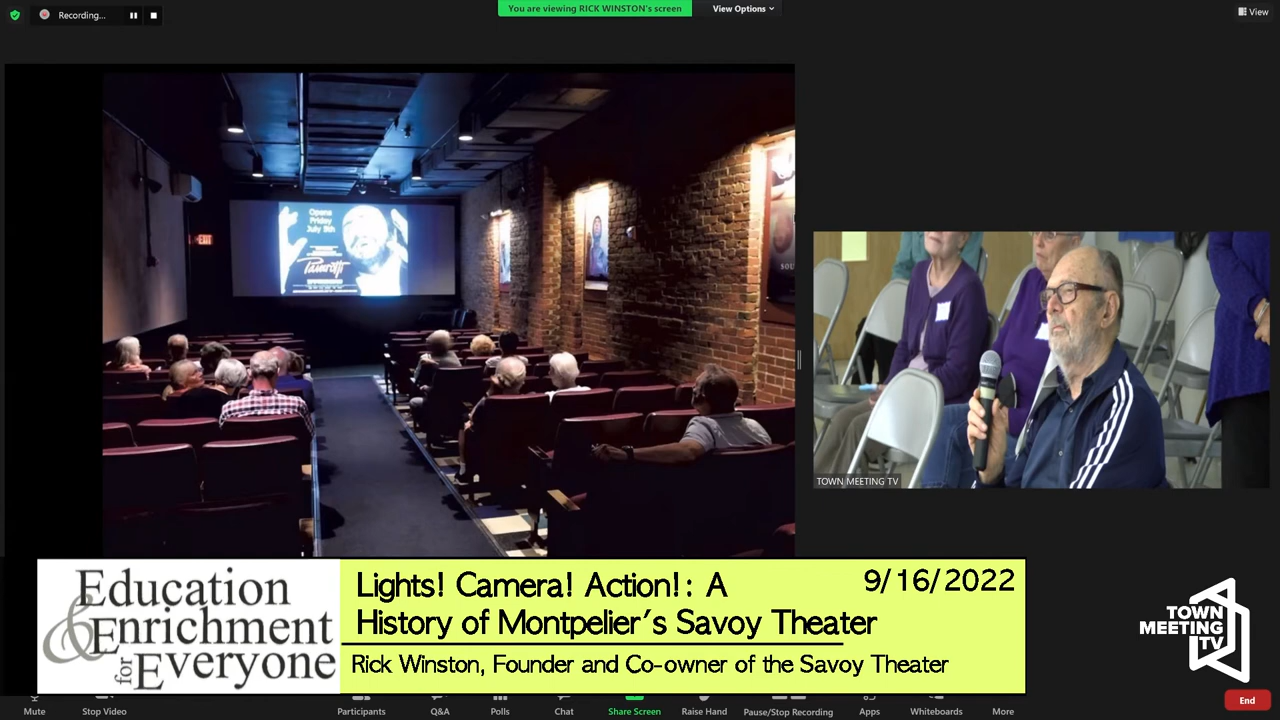 Recording...
You are viewing RICK WINSTON's screen
View Options
View
Opens
Friday
July 5th
Pavarotti
EXIT
SOU
TOWN MEETING TV
Education
& Enrichment
for Everyone
Lights! Camera! Action!: A
9/16/2022
History of Montpelier's Savoy Theater
Rick Winston, Founder and Co-owner of the Savoy Theater
TOWN
MEETING
TV
Mute
Stop Video
Participants
Q&A
Polls
Chat
Share Screen
Raise Hand
Pause/Stop Recording
Apps
Whiteboards
More
End